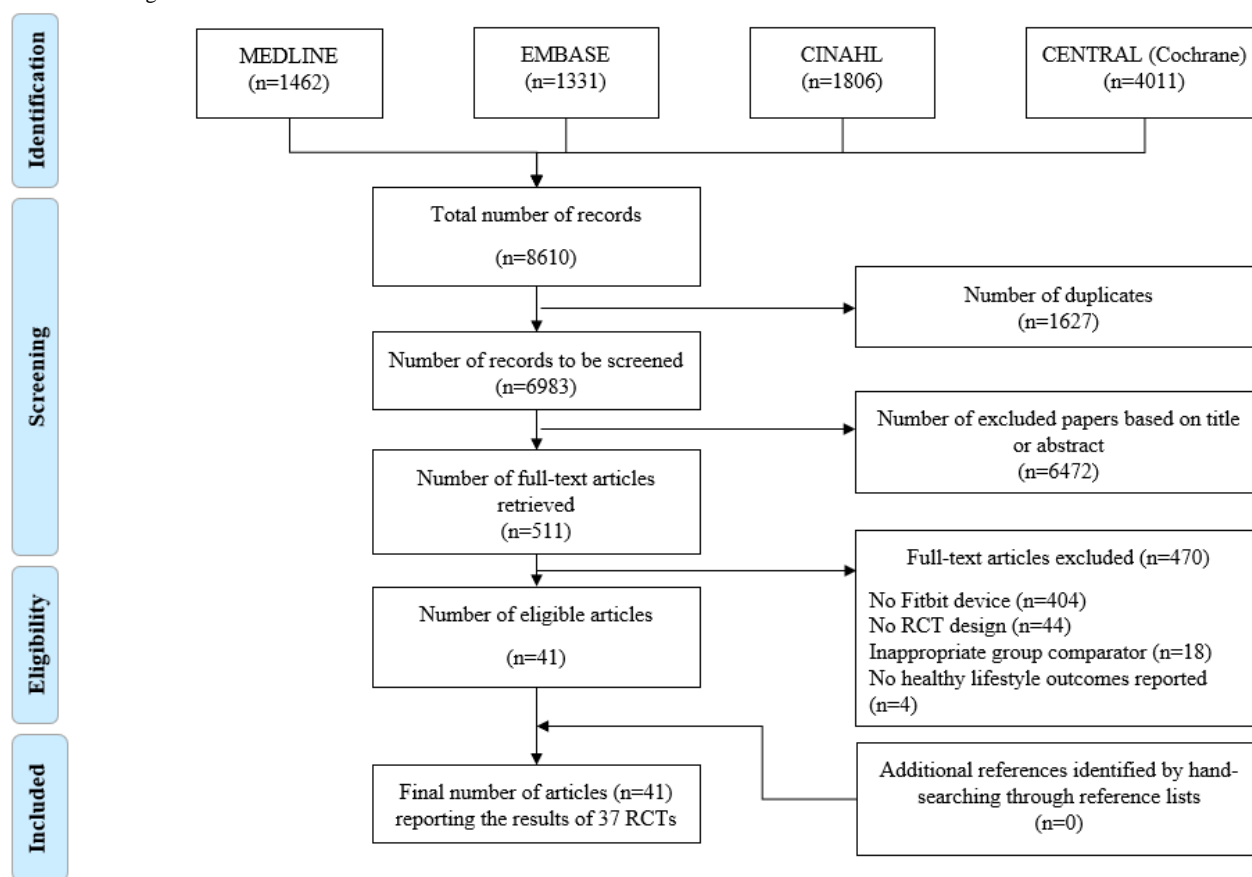 MEDLINE
(n=1462)
EMBASE
(n=1331)
CINAHL
(n=1806)
CENTRAL (Cochrane)
(n=4011)
Identification
Total number of records
(n=8610)
Number of duplicates
(n=1627)
Number of records to be screened
(n=6983)
Screening
Number of excluded papers based on title
or abstract
(n=6472)
Number of full-text articles
retrieved
(n=511)
Full-text articles excluded (n=470)
No Fitbit device (n=404)
No RCT design (n=44)
Inappropriate group comparator (n=18)
No healthy lifestyle outcomes reported
(n=4)
Number of eligible articles
(n=41)
Eligibility
Additional references identified by hand-
searching through reference lists
(n=0)
Final number of articles (n=41)
reporting the results of 37 RCTs
Included